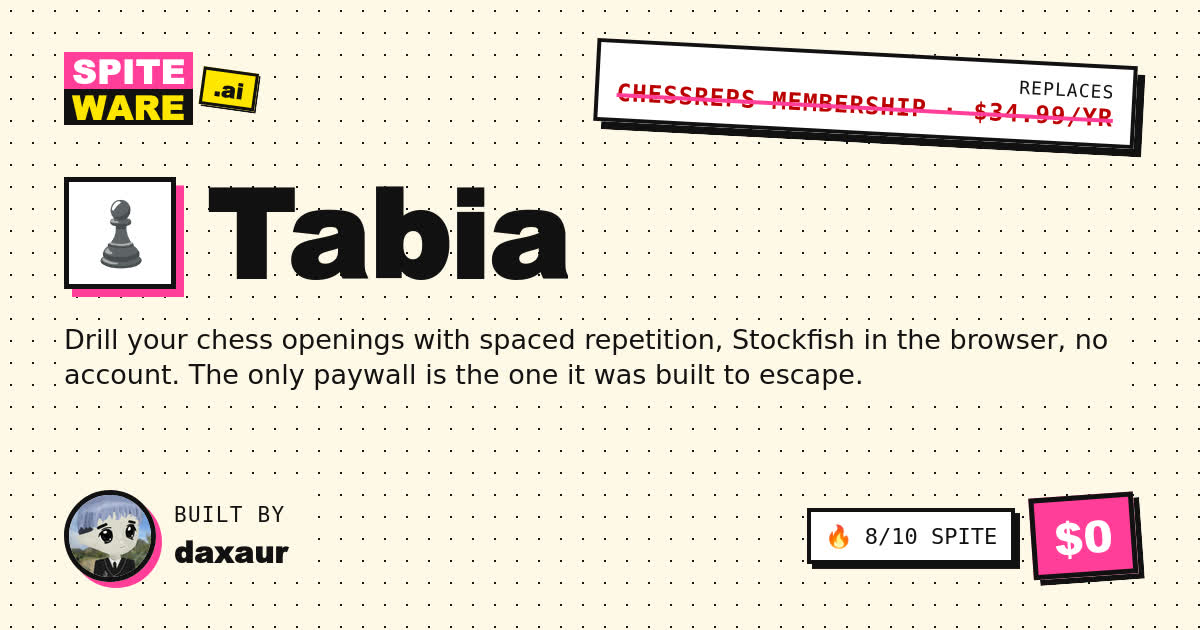 SPITE
WARE
.ai
REPLACES
CHESSREPS MEMBERSHIP · $34.99/YR
Tabia
Drill your chess openings with spaced repetition, Stockfish in the browser, no
account. The only paywall is the one it was built to escape.
BUILT BY
daxaur
🔥 8/10 SPITE
$0